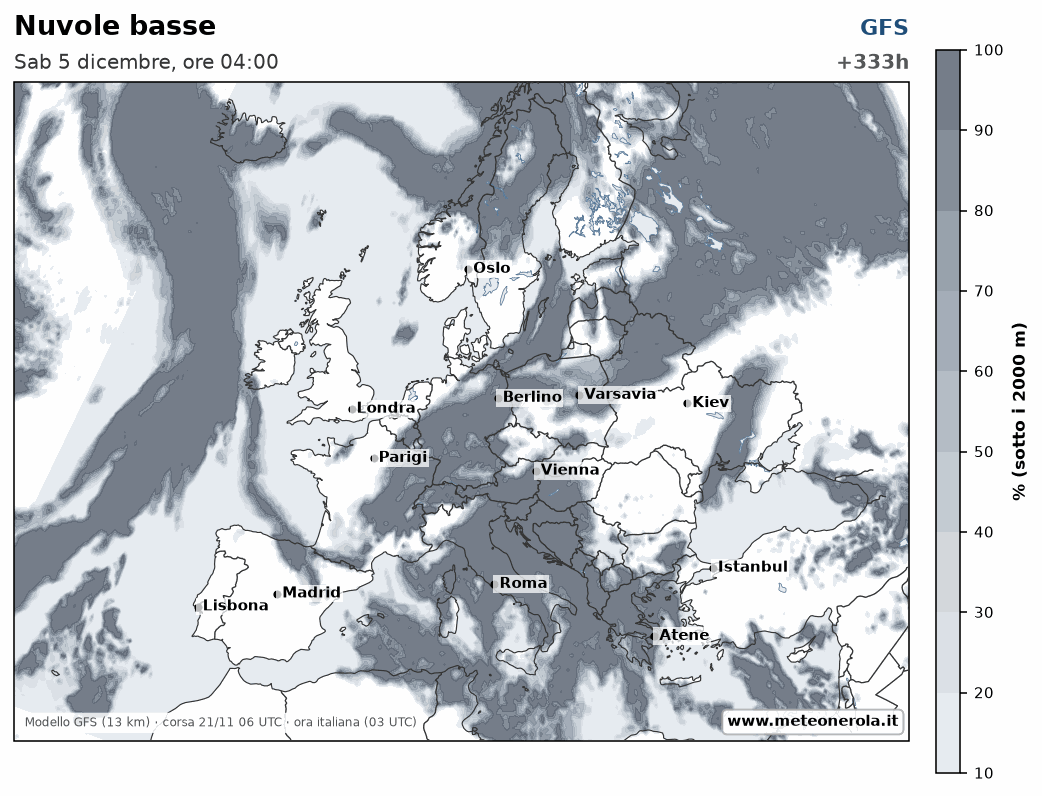 Nuvole basse
GFS
Sab 5 dicembre, ore 04:00
+333h
100
90
80
70
60
50
40
30
20
10
% (sotto i 2000 m)
Oslo
Berlino
Varsavia
Kiev
Londra
Parigi
Vienna
Istanbul
Roma
Madrid
Lisbona
Atene
Modello GFS (13 km) · corsa 21/11 06 UTC · ora italiana (03 UTC)
www.meteonerola.it